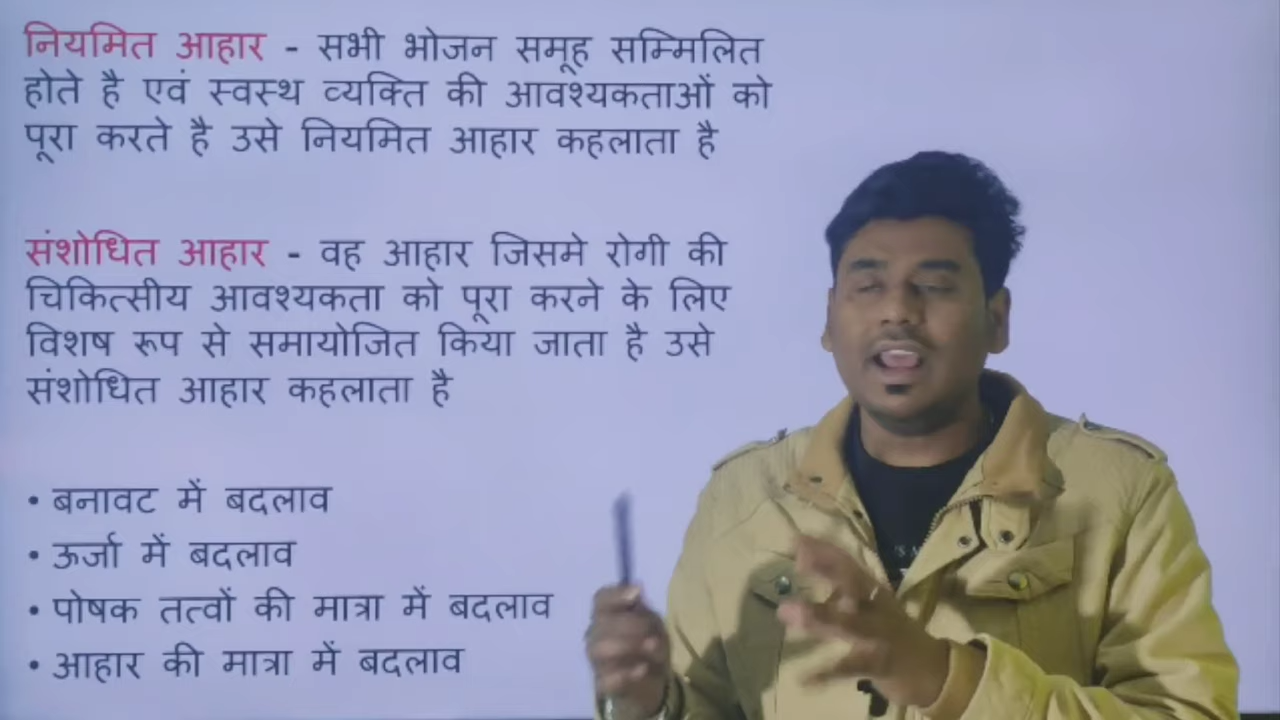 नियमित आहार - सभी भोजन समूह सम्मिलित
होते है एवं स्वस्थ व्यक्ति की आवश्यकताओं को
पूरा करते है उसे नियमित आहार कहलाता है
संशोधित आहार - वह आहार जिसमे रोगी की
चिकित्सीय आवश्यकता को पूरा करने के लिए
विशष रूप से समायोजित किया जाता है उसे
संशोधित आहार कहलाता है
• बनावट में बदलाव
• ऊर्जा में बदलाव
• पोषक तत्वों की मात्रा में बदलाव
• आहार की मात्रा में बदलाव